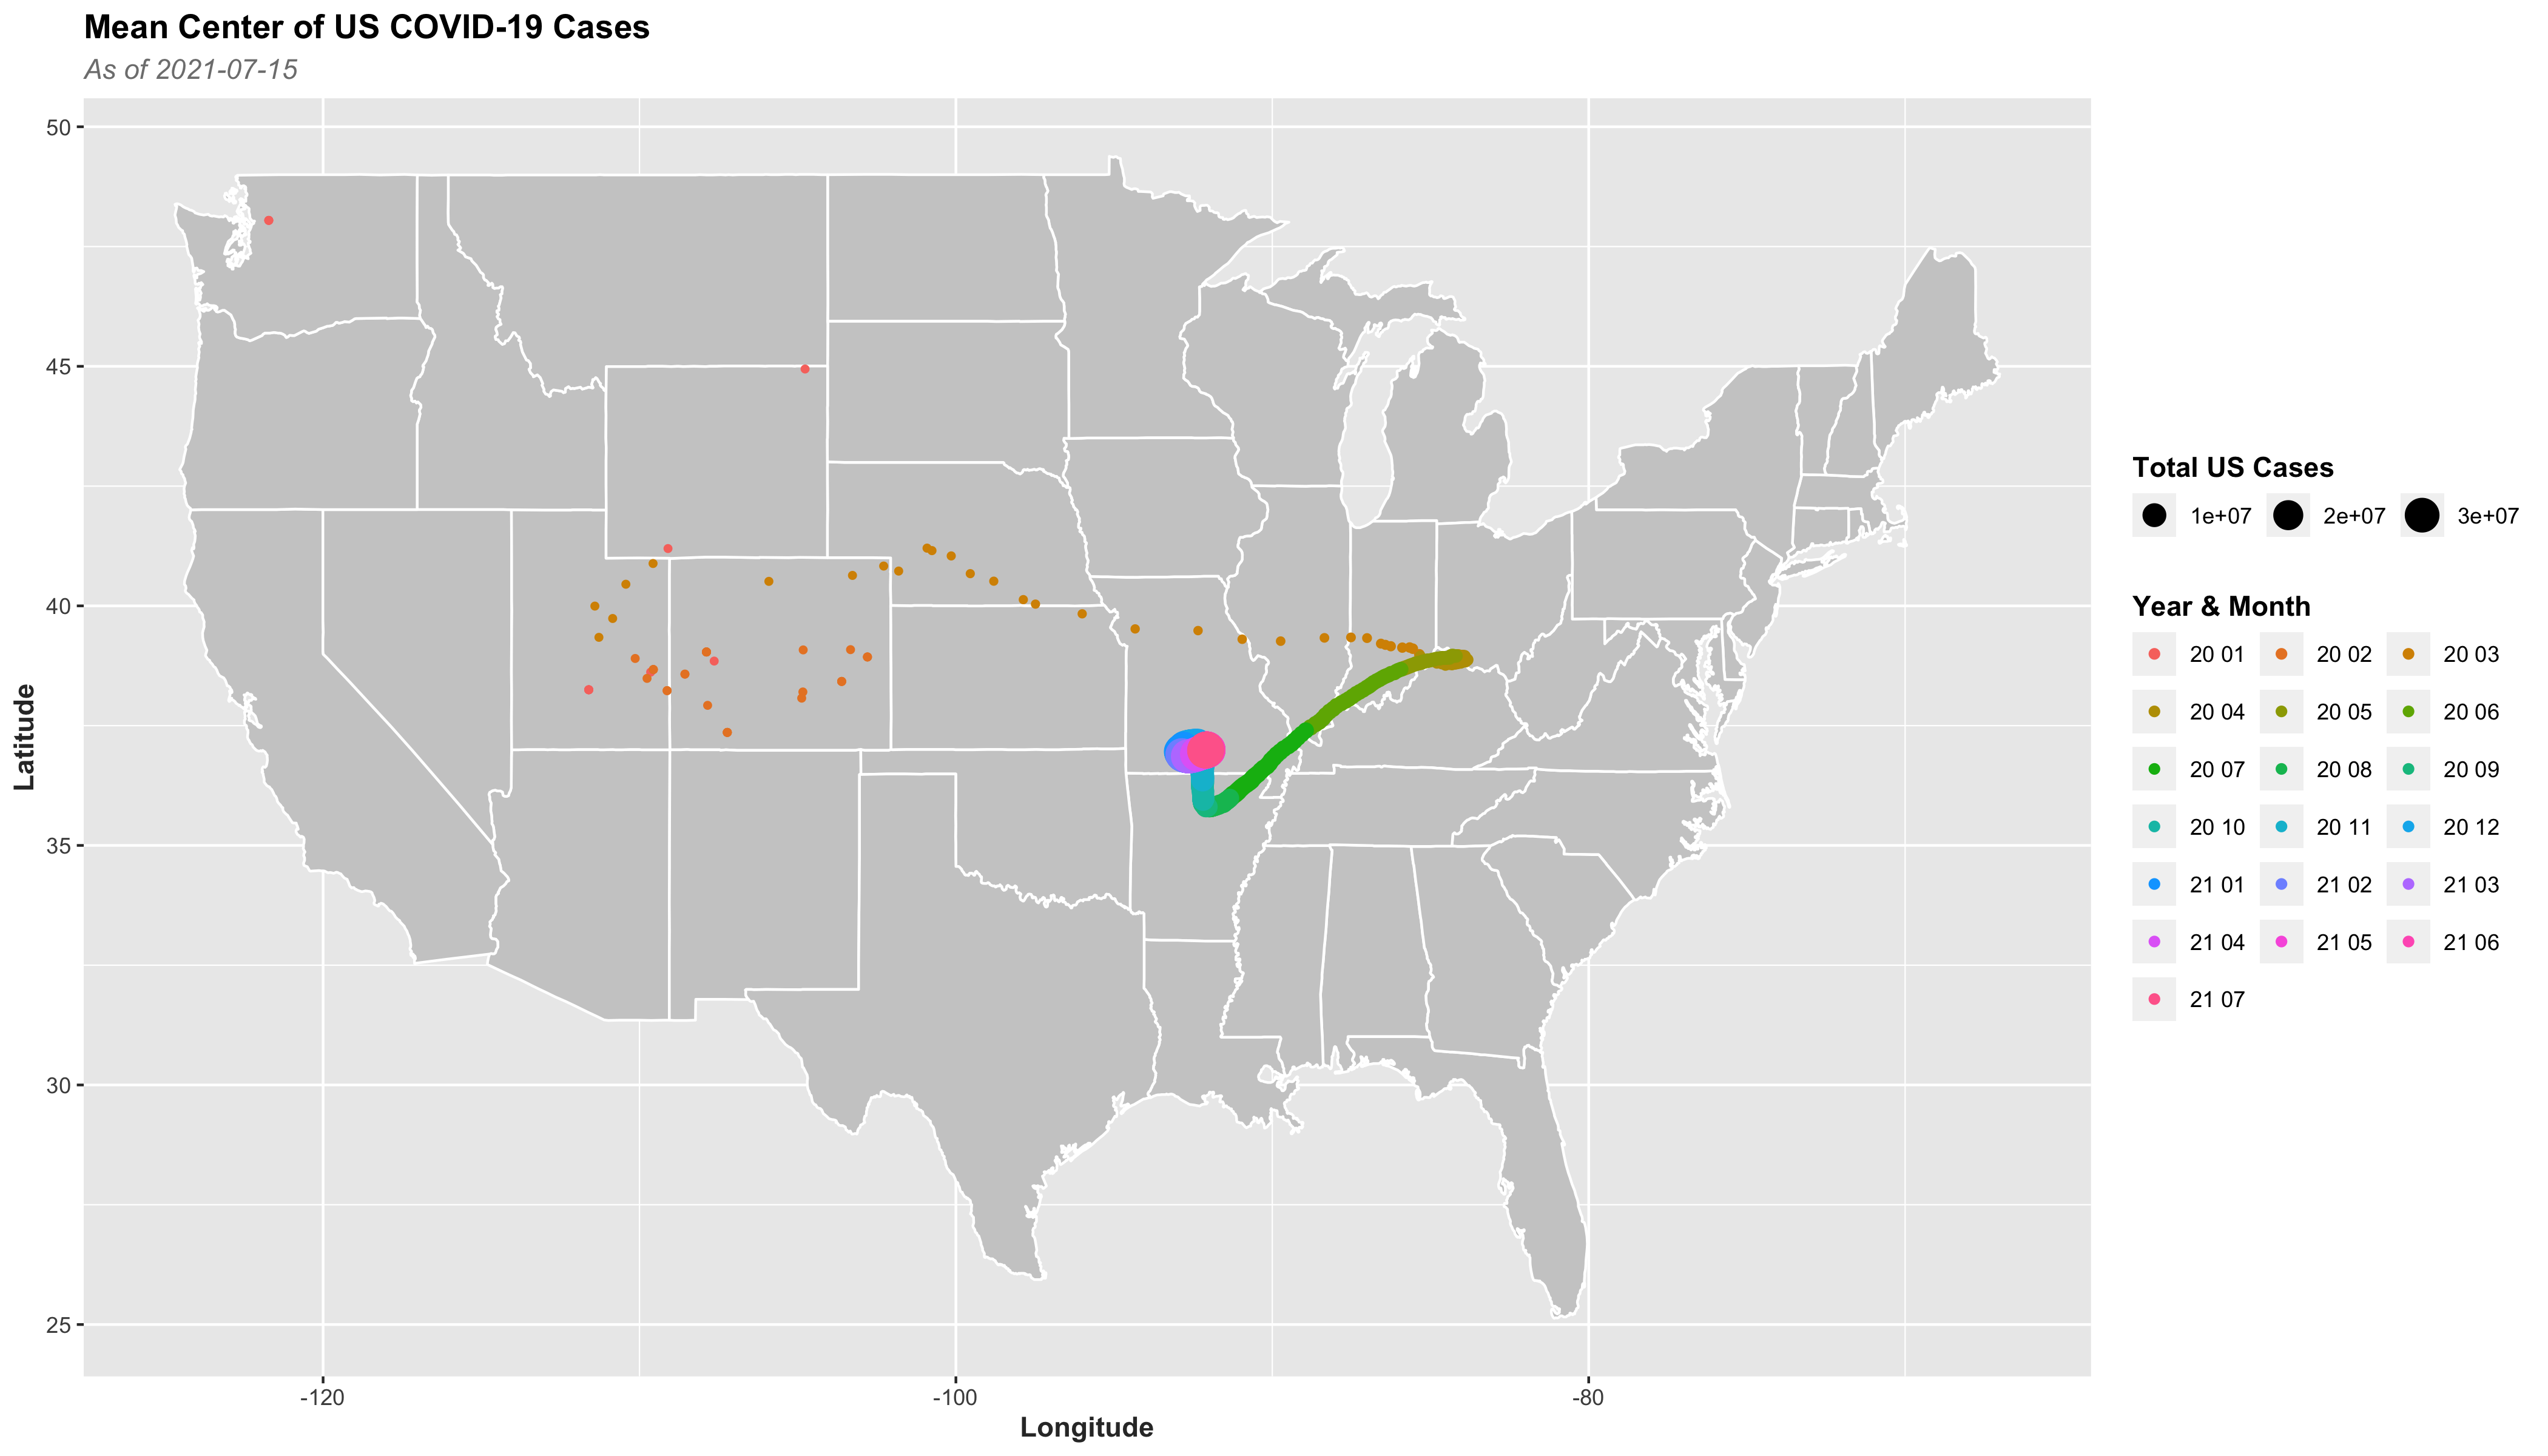 Mean Center of US COVID-19 Cases
As of 2021-07-15
50
45
40
35
30
25
Latitude
-120
-100
-80
Longitude
Total US Cases
1e+07 2e+07 3e+07
Year & Month
20 01 20 02 20 03
20 04 20 05 20 06
20 07 20 08 20 09
20 10 20 11 20 12
21 01 21 02 21 03
21 04 21 05 21 06
21 07